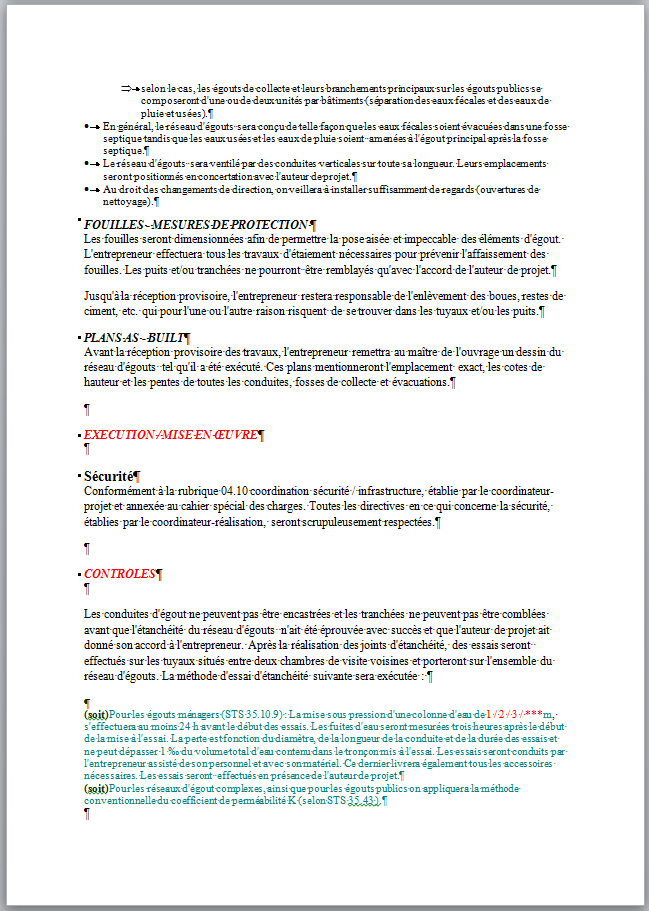 ⇒ selon le cas, les égouts de collecte et leurs branchements principaux sur les égouts publics se
composeront d'une ou de deux unités par bâtiments (séparation des eaux fécales et des eaux de
pluie et usées).¶
• En général, le réseau d'égouts sera conçu de telle façon que les eaux fécales soient évacuées dans une fosse
septique tandis que les eaux usées et les eaux de pluie soient amenées à l'égout principal après la fosse
septique.¶
• Le réseau d'égouts sera ventilé par des conduites verticales sur toute sa longueur. Leurs emplacements
seront positionnés en concertation avec l'auteur de projet.¶
• Au droit des changements de direction, on veillera à installer suffisamment de regards (ouvertures de
nettoyage).¶
FOUILLES - MESURES DE PROTECTION¶
Les fouilles seront dimensionnées afin de permettre la pose aisée et impeccable des éléments d'égout.
L'entrepreneur effectuera tous les travaux d'étaiement nécessaires pour prévenir l'affaissement des
fouilles. Les puits et/ou tranchées ne pourront être remblayés qu'avec l'accord de l'auteur de projet.¶
Jusqu'à la réception provisoire, l'entrepreneur restera responsable de l'enlèvement des boues, restes de
ciment, etc. qui pour l'une ou l'autre raison risquent de se trouver dans les tuyaux et/ou les puits.¶
PLANS AS - BUILT¶
Avant la réception provisoire des travaux, l'entrepreneur remettra au maître de l'ouvrage un dessin du
réseau d'égouts tel qu'il a été exécuté. Ces plans mentionneront l'emplacement exact, les cotes de
hauteur et les pentes de toutes les conduites, fosses de collecte et évacuations.¶
¶
EXECUTION / MISE EN ŒUVRE¶
¶
Sécurité¶
Conformément à la rubrique 04.10 coordination sécurité / infrastructure, établie par le coordinateur-
projet et annexée au cahier spécial des charges. Toutes les directives en ce qui concerne la sécurité,
établies par le coordinateur-réalisation, seront scrupuleusement respectées.¶
¶
CONTROLES¶
¶
Les conduites d'égout ne peuvent pas être encastrées et les tranchées ne peuvent pas être comblées
avant que l'étanchéité du réseau d'égouts n'ait été éprouvée avec succès et que l'auteur de projet ait
donné son accord à l'entrepreneur. Après la réalisation des joints d'étanchéité, des essais seront
effectués sur les tuyaux situés entre deux chambres de visite voisines et porteront sur l'ensemble du
réseau d'égouts. La méthode d'essai d'étanchéité suivante sera exécutée :¶
¶
(soit) Pour les égouts ménagers (STS 35.10.9) : La mise sous pression d'une colonne d'eau de 1 / 2 / 3 / *** m,
s'effectuera au moins 24 h avant le début des essais. Les fuites d'eau seront mesurées trois heures après le début
de la mise à l'essai. La perte est fonction du diamètre, de la longueur de la conduite et de la durée des essais et
ne peut dépasser 1 ‰ du volume total d'eau contenu dans le tronçon mis à l'essai. Les essais seront conduits par
l'entrepreneur assisté de son personnel et avec son matériel. Ce dernier livrera également tous les accessoires
nécessaires. Les essais seront effectués en présence de l'auteur de projet.¶
(soit) Pour les réseaux d'égout complexes, ainsi que pour les égouts publics on appliquera la méthode
conventionnelle du coefficient de perméabilité K (selon STS 35.43 ).¶
¶